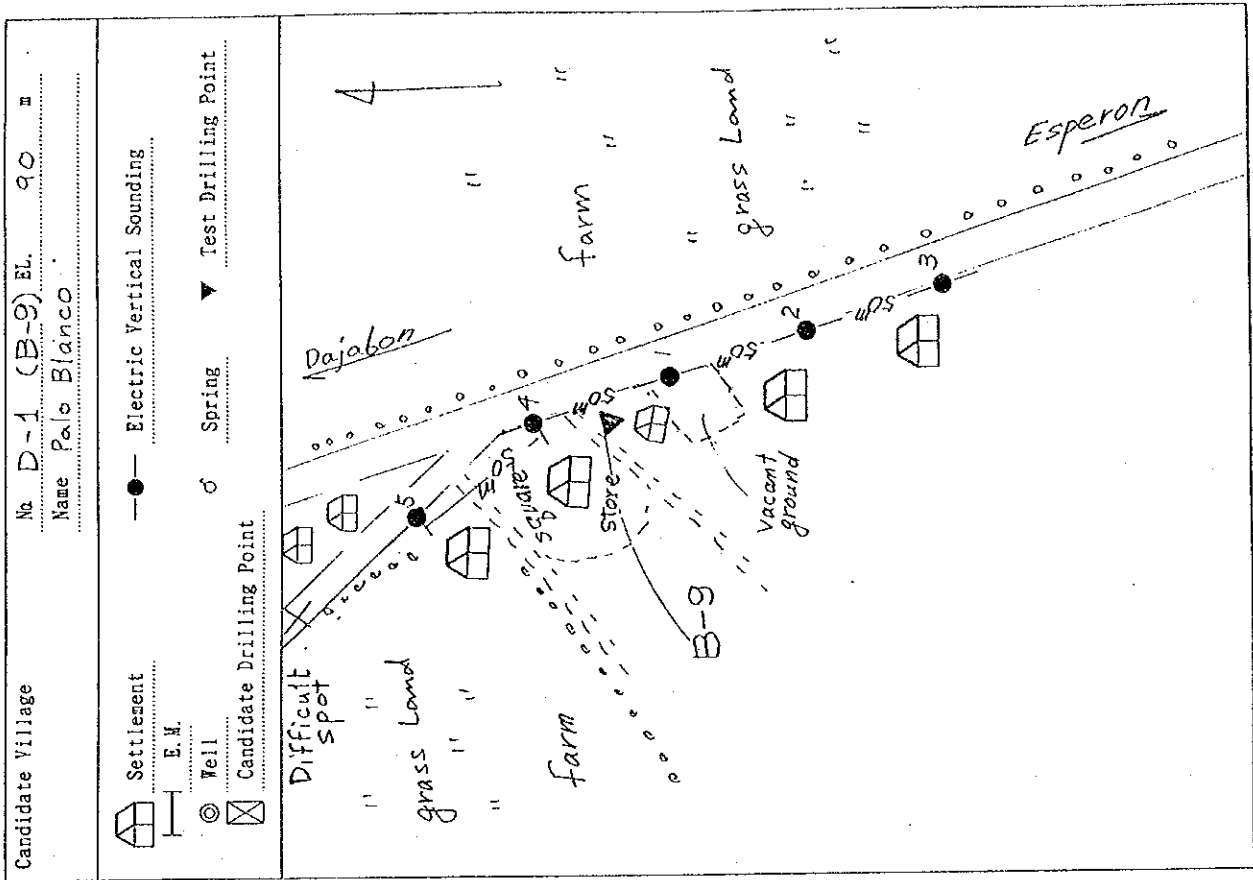 Candidate Village
No D-1 (B-9) EL. 90 m
Name Palo Blanco
Settlement
Electric Vertical Sounding
E.M.
Well
Spring
Test Drilling Point
Candidate Drilling Point
Difficult
spot
Dajabon
grass Land
farm
farm
grass Land
Esperon
square
store
vacant
ground
B-9
5
4
1
2
3
50m
50m
50m
50m